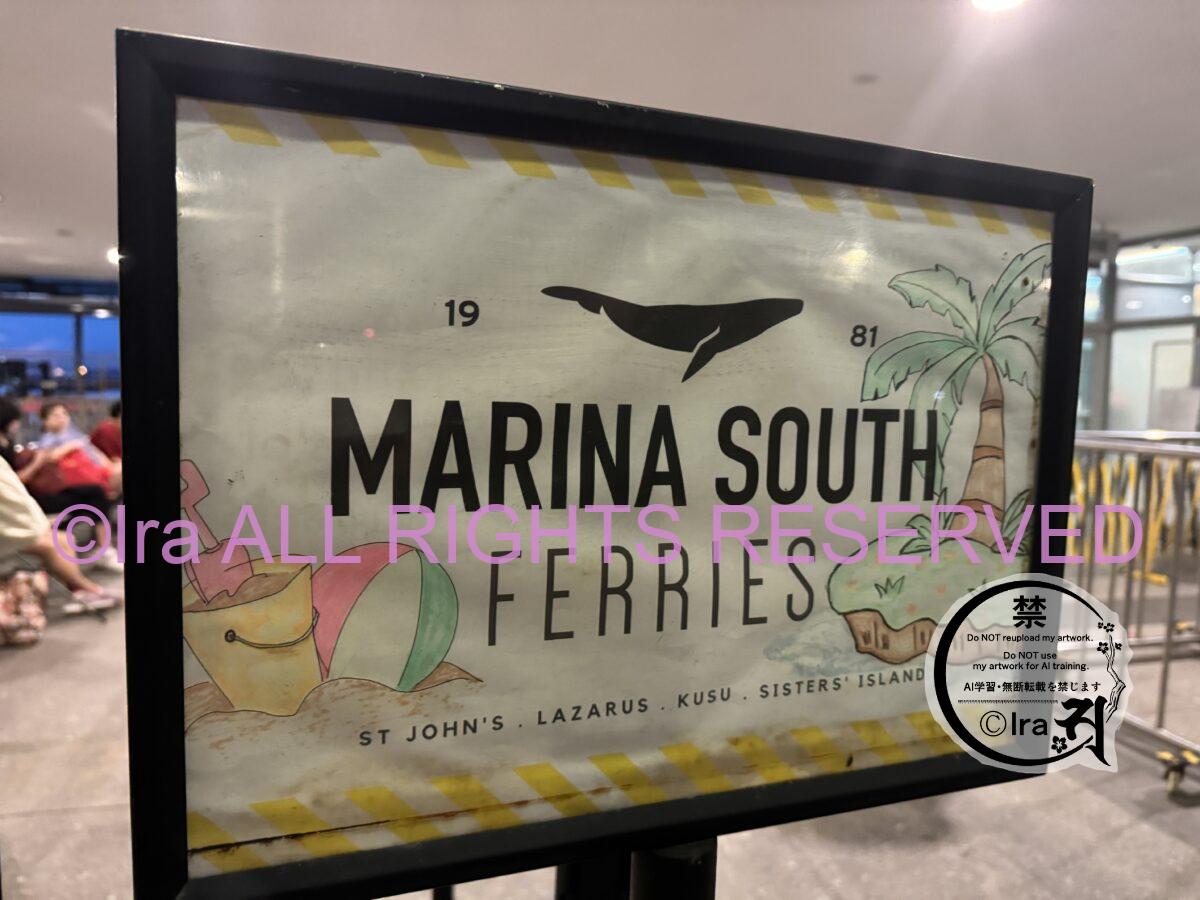 19 81
MARINA SOUTH
FERRIES
ST JOHN'S . LAZARUS . KUSU . SISTERS' ISLAND
©Ira ALL RIGHTS RESERVED
禁
Do NOT reupload my artwork.
Do NOT use
my artwork for AI training.
AI学習・無断転載を禁じます
©Ira